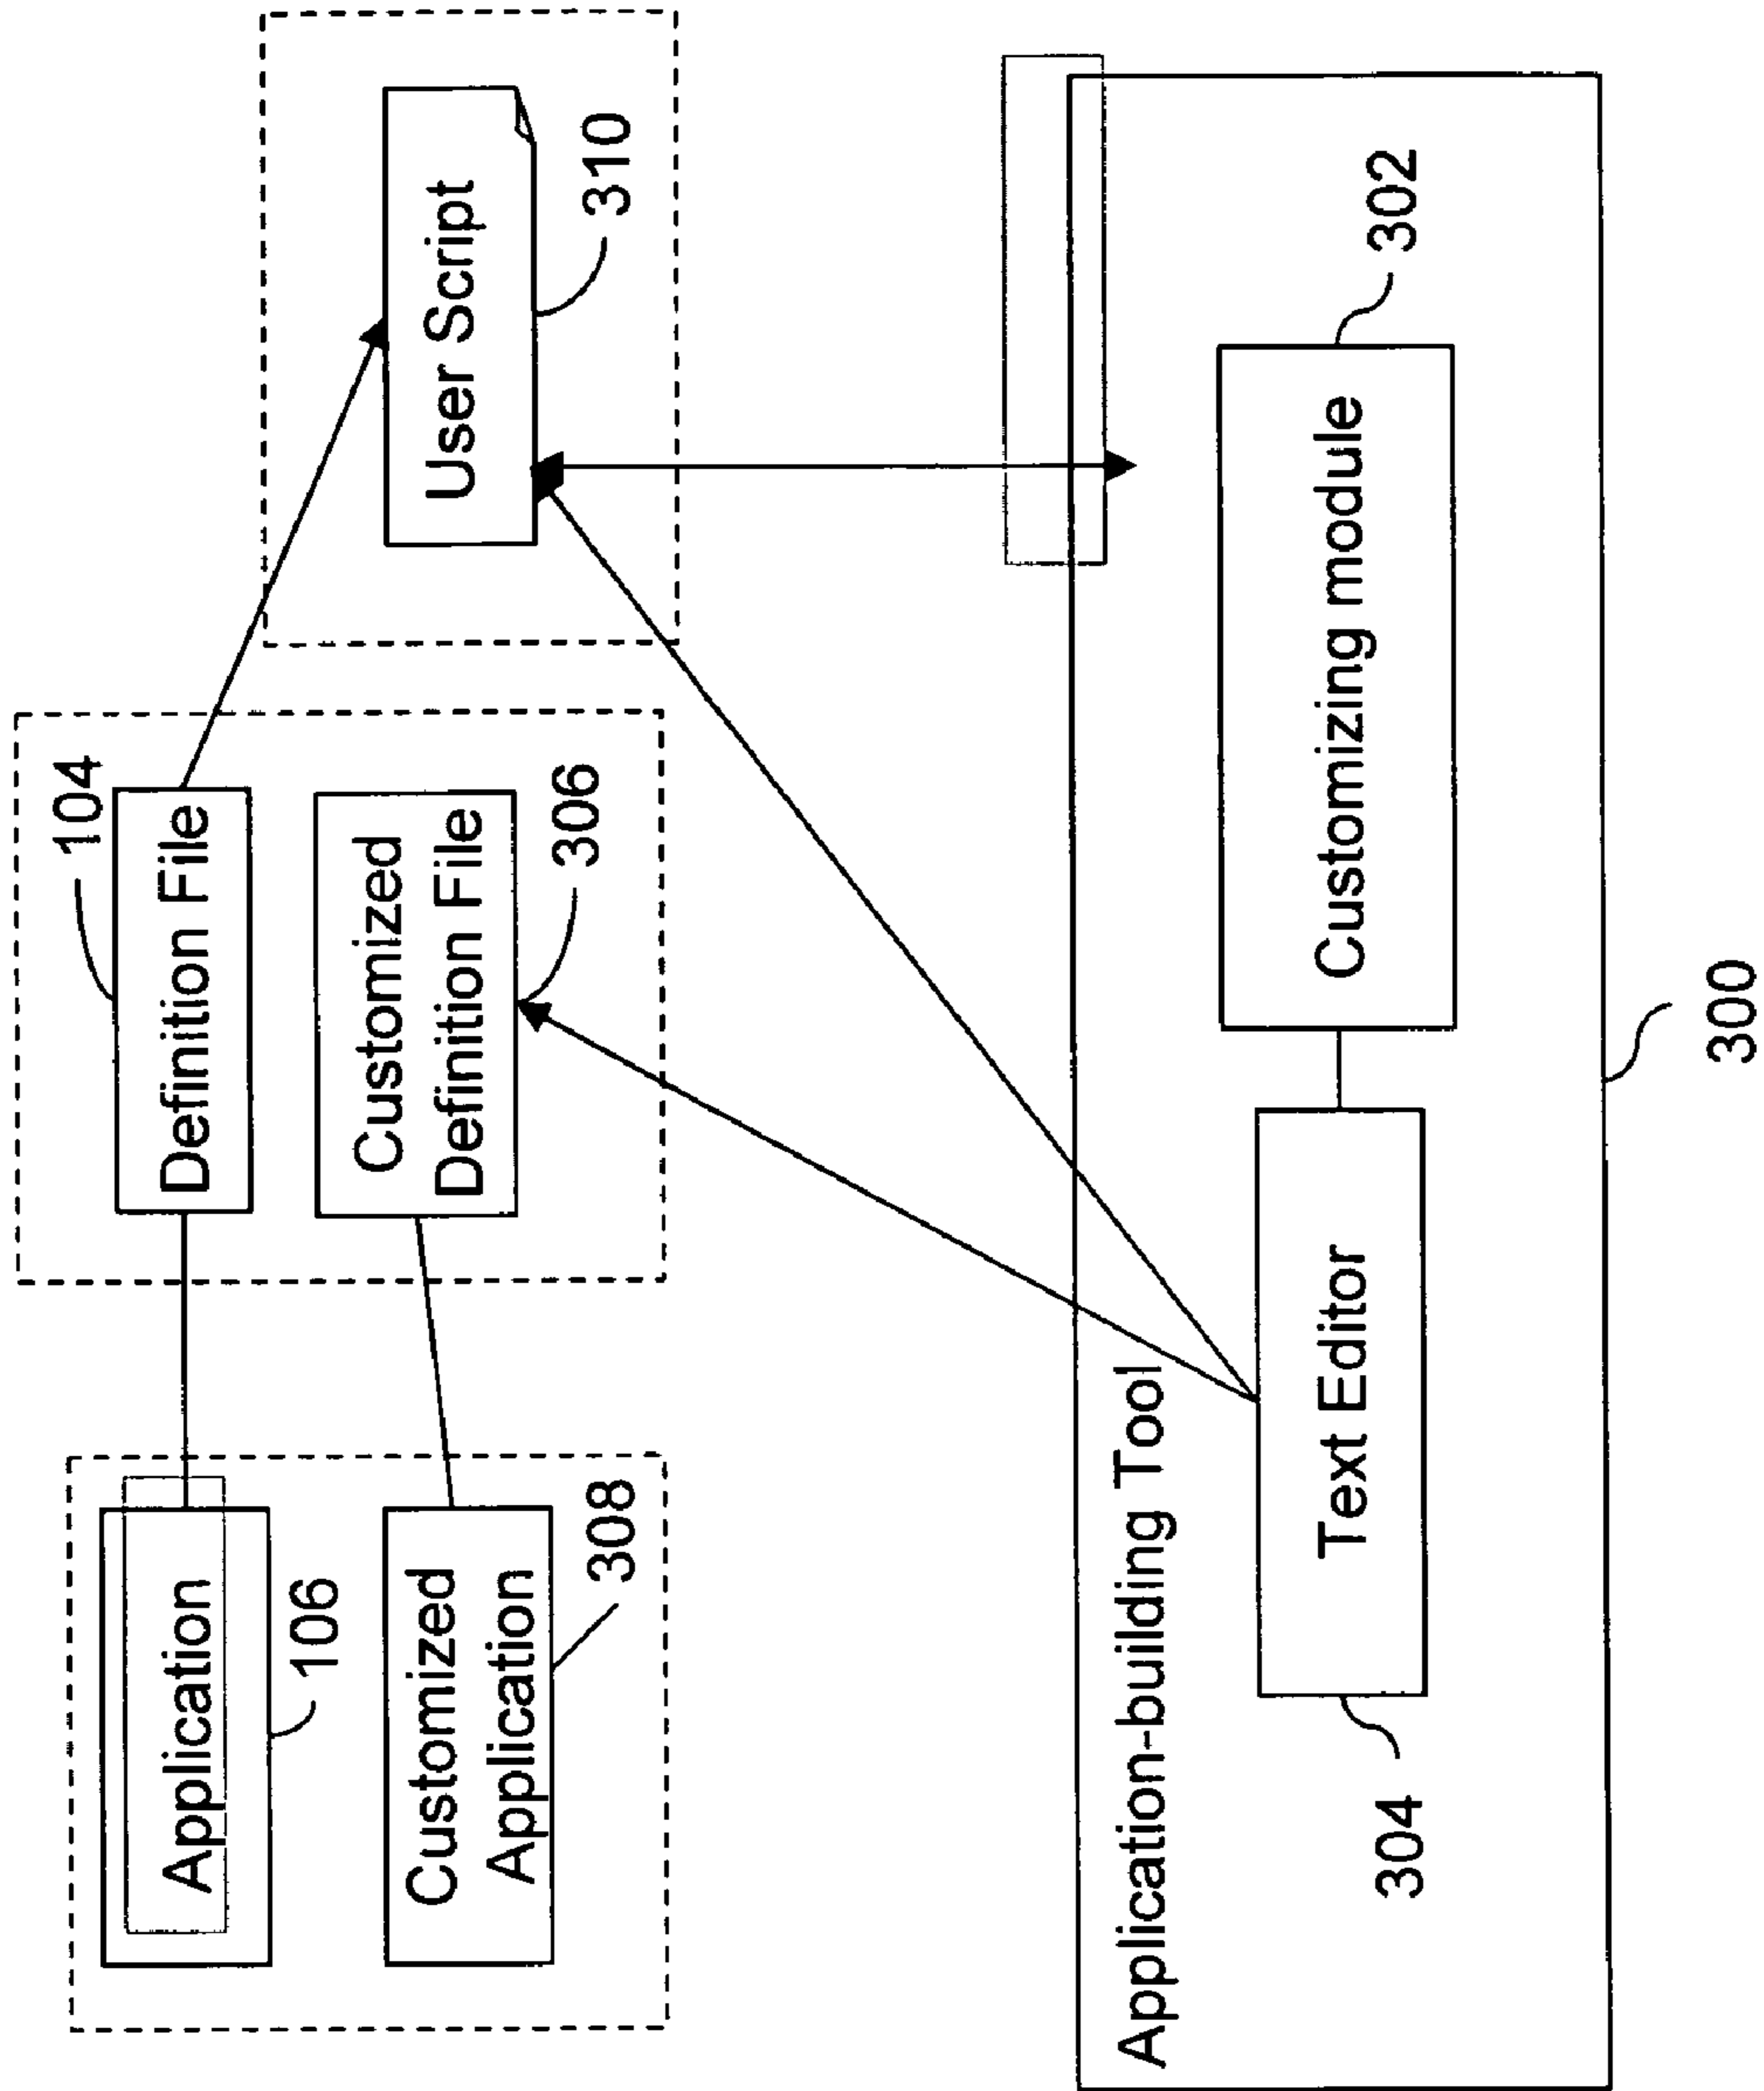 Application
106
Customized
Application
308
Definition File
104
Customized
Definition File
306
User Script
310
Application-building Tool
Text Editor
304
Customizing module
302
300